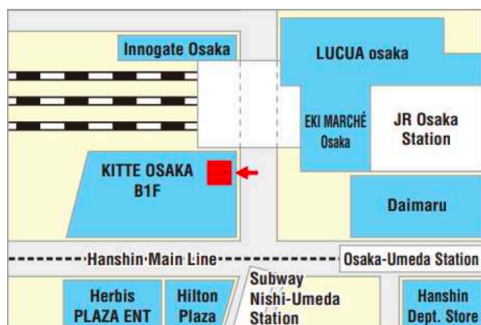 Innogate Osaka
LUCUA osaka
EKI MARCHÉ
Osaka
JR Osaka
Station
KITTE OSAKA
B1F
Daimaru
Hanshin Main Line
Osaka-Umeda Station
Subway
Nishi-Umeda
Station
Herbis
PLAZA ENT
Hilton
Plaza
Hanshin
Dept. Store